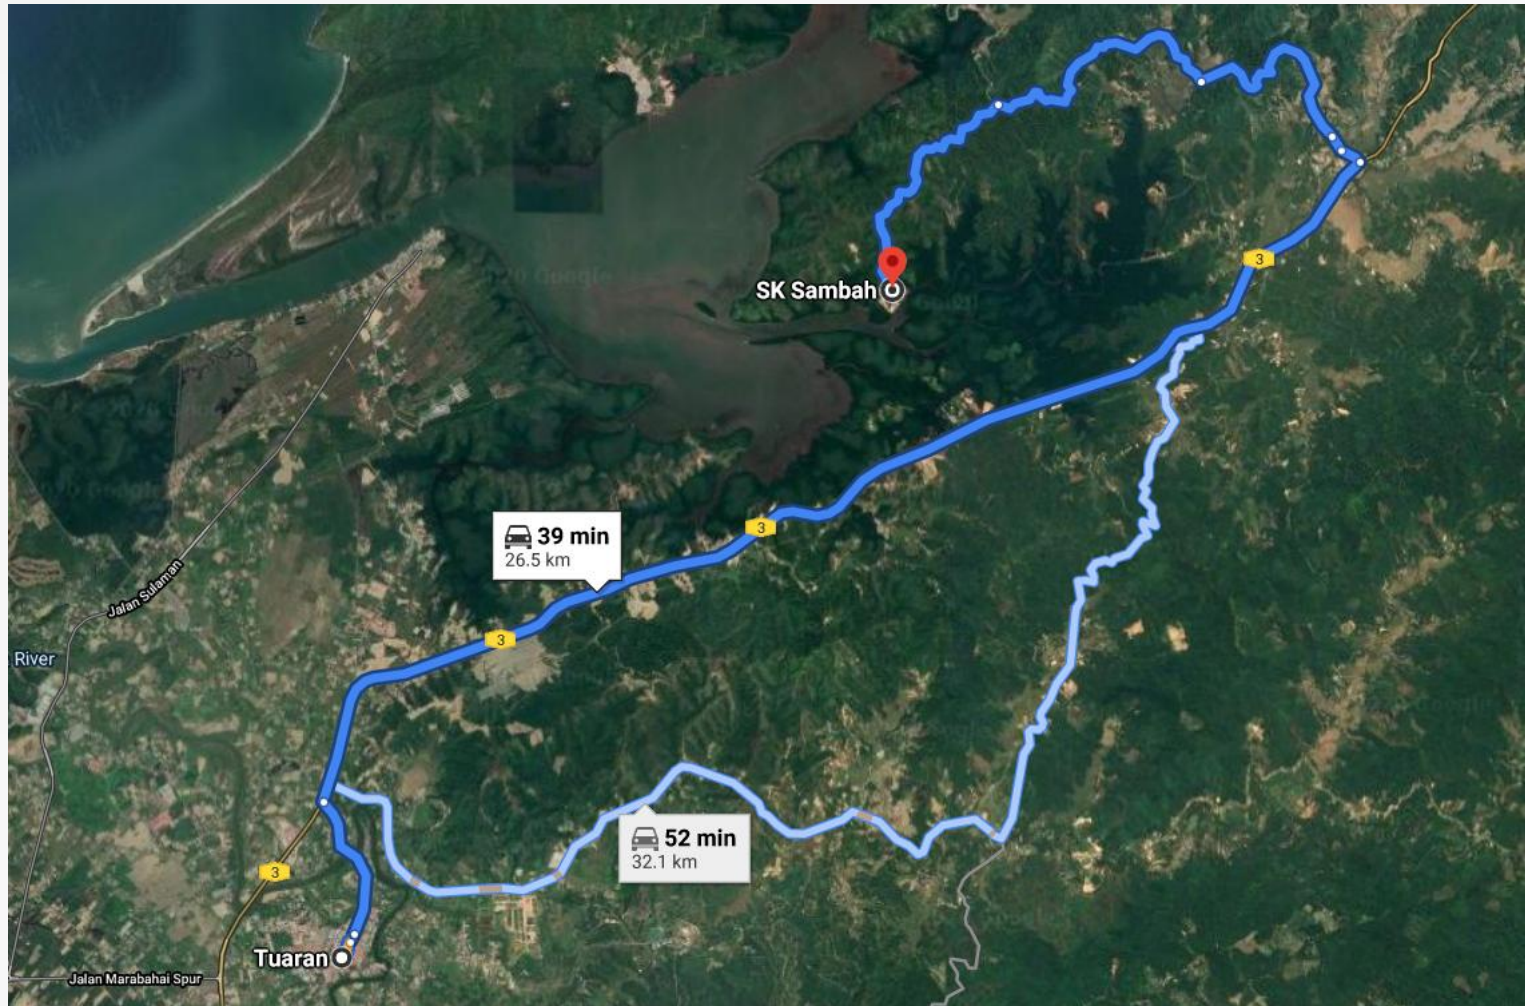 SK Sambah
3
3
39 min
26.5 km
Jalan Sulaman
3
River
52 min
32.1 km
3
Tuaran
Jalan Marabahai Spur